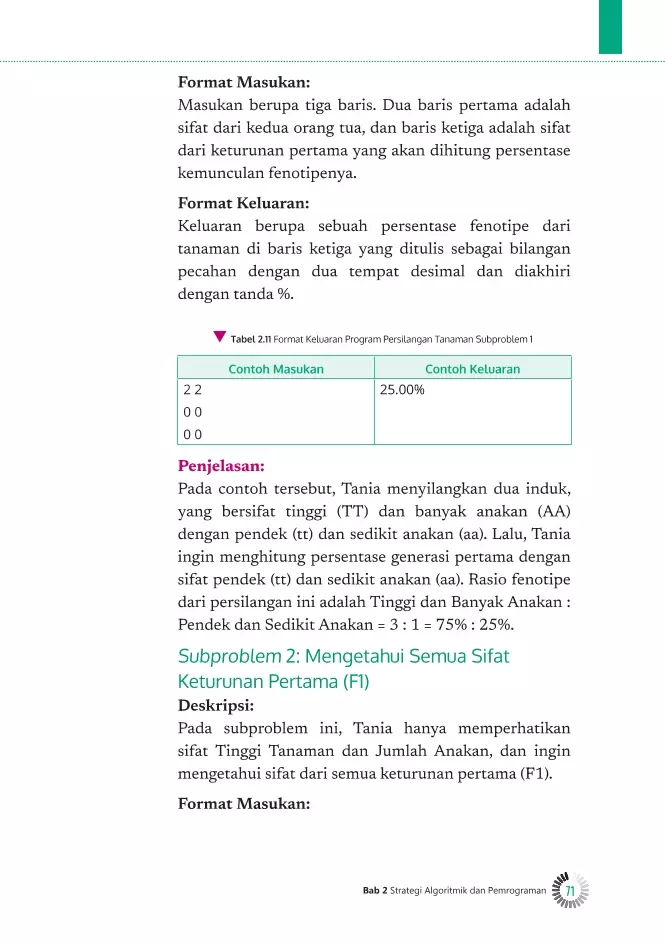 Format Masukan:
Masukan berupa tiga baris. Dua baris pertama adalah
sifat dari kedua orang tua, dan baris ketiga adalah sifat
dari keturunan pertama yang akan dihitung persentase
kemunculan fenotipenya.
Format Keluaran:
Keluaran berupa sebuah persentase fenotipe dari
tanaman di baris ketiga yang ditulis sebagai bilangan
pecahan dengan dua tempat desimal dan diakhiri
dengan tanda %.
▼ Tabel 2.11 Format Keluaran Program Persilangan Tanaman Subproblem 1
Contoh Masukan Contoh Keluaran
2 2 25.00%
0 0
0 0
Penjelasan:
Pada contoh tersebut, Tania menyilangkan dua induk,
yang bersifat tinggi (TT) dan banyak anakan (AA)
dengan pendek (tt) dan sedikit anakan (aa). Lalu, Tania
ingin menghitung persentase generasi pertama dengan
sifat pendek (tt) dan sedikit anakan (aa). Rasio fenotipe
dari persilangan ini adalah Tinggi dan Banyak Anakan :
Pendek dan Sedikit Anakan = 3 : 1 = 75% : 25%.
Subproblem 2: Mengetahui Semua Sifat
Keturunan Pertama (F1)
Deskripsi:
Pada subproblem ini, Tania hanya memperhatikan
sifat Tinggi Tanaman dan Jumlah Anakan, dan ingin
mengetahui sifat dari semua keturunan pertama (F1).
Format Masukan:
Bab 2 Strategi Algoritmik dan Pemrograman 71